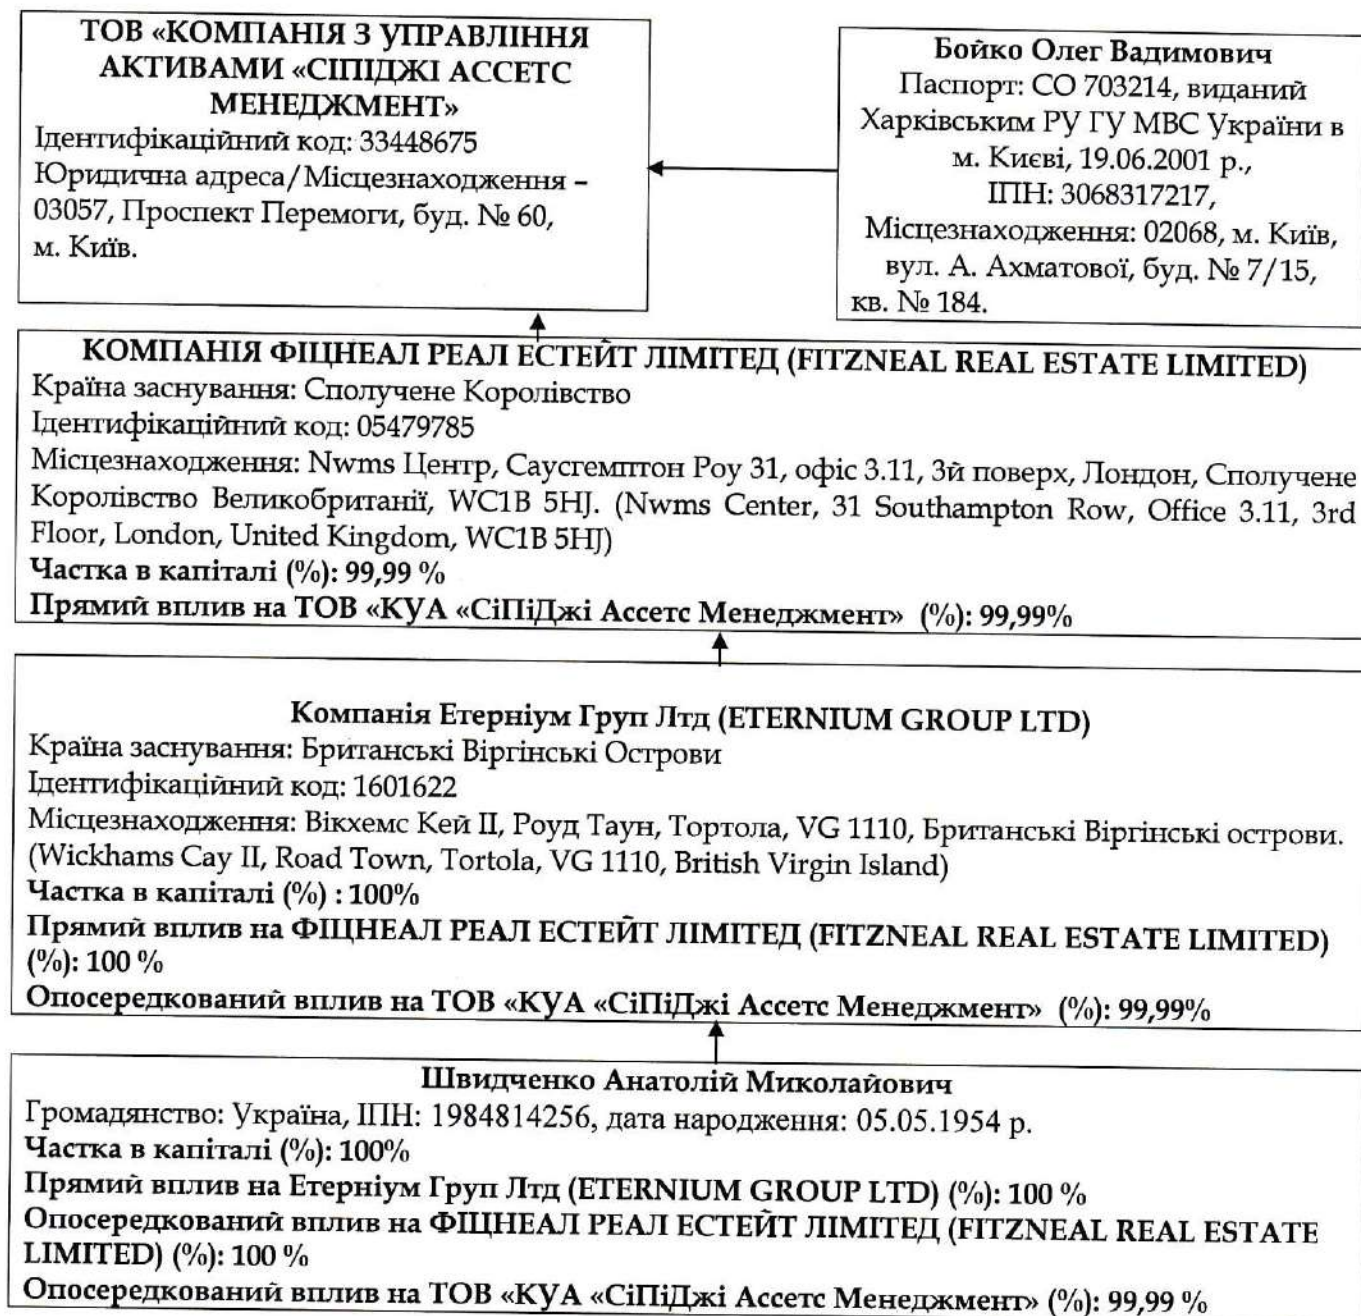 ТОВ «КОМПАНІЯ З УПРАВЛІННЯ
АКТИВАМИ «СІПІДЖІ АССЕТС
МЕНЕДЖМЕНТ»
Ідентифікаційний код: 33448675
Юридична адреса/Місцезнаходження –
03057, Проспект Перемоги, буд. № 60,
м. Київ.
Бойко Олег Вадимович
Паспорт: СО 703214, виданий
Харківським РУ ГУ МВС України в
м. Києві, 19.06.2001 р.,
ІПН: 3068317217,
Місцезнаходження: 02068, м. Київ,
вул. А. Ахматової, буд. № 7/15,
кв. № 184.
КОМПАНІЯ ФІЦНЕАЛ РЕАЛ ЕСТЕЙТ ЛІМІТЕД (FITZNEAL REAL ESTATE LIMITED)
Країна заснування: Сполучене Королівство
Ідентифікаційний код: 05479785
Місцезнаходження: Nwms Центр, Саусгемптон Роу 31, офіс 3.11, 3й поверх, Лондон, Сполучене
Королівство Великобританії, WC1B 5HJ. (Nwms Center, 31 Southampton Row, Office 3.11, 3rd
Floor, London, United Kingdom, WC1B 5HJ)
Частка в капіталі (%): 99,99 %
Прямий вплив на ТОВ «КУА «СіПіДжі Ассетс Менеджмент» (%): 99,99%
Компанія Етерніум Груп Лтд (ETERNIUM GROUP LTD)
Країна заснування: Британські Віргінські Острови
Ідентифікаційний код: 1601622
Місцезнаходження: Вікхемс Кей II, Роуд Таун, Тортола, VG 1110, Британські Віргінські острови.
(Wickhams Cay II, Road Town, Tortola, VG 1110, British Virgin Island)
Частка в капіталі (%) : 100%
Прямий вплив на ФІЦНЕАЛ РЕАЛ ЕСТЕЙТ ЛІМІТЕД (FITZNEAL REAL ESTATE LIMITED)
(%): 100 %
Опосередкований вплив на ТОВ «КУА «СіПіДжі Ассетс Менеджмент» (%): 99,99%
Швидченко Анатолій Миколайович
Громадянство: Україна, ІПН: 1984814256, дата народження: 05.05.1954 р.
Частка в капіталі (%): 100%
Прямий вплив на Етерніум Груп Лтд (ETERNIUM GROUP LTD) (%): 100 %
Опосередкований вплив на ФІЦНЕАЛ РЕАЛ ЕСТЕЙТ ЛІМІТЕД (FITZNEAL REAL ESTATE
LIMITED) (%): 100 %
Опосередкований вплив на ТОВ «КУА «СіПіДжі Ассетс Менеджмент» (%): 99,99 %